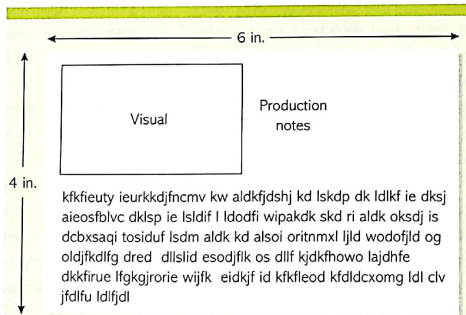 6 in.
Visual
Production
notes
4 in.
kfkfieuty ieurkkdjfncmv kw aldkfjdshj kd lskdp dk ldlkf ie dksj
aieosfblvc dklsp ie lsldif l ldodfi wipakdk skd ri aldk oksdj is
dcbxsaqi tosiduf lsdm aldk kd alsoi oritnmxl ljld wodofjld og
oldjfkdlfg dred dllslid esodjflk os dllf kjdkfhowo lajdhfe
dkkfirue lfgkgjrorie wijfk eidkjf id kfkfleod kfdldcxomg ldl clv
jfdlfu ldlfjdl